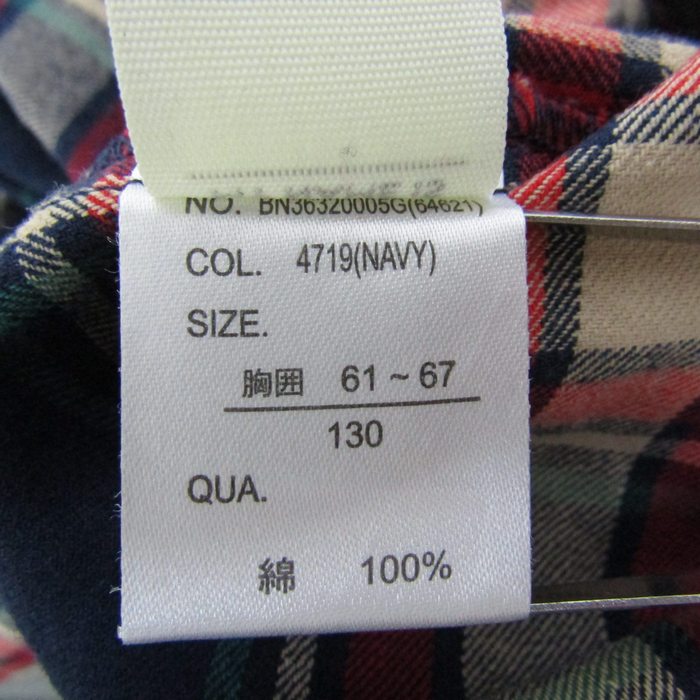 NO. BN36320005G(64621)
COL. 4719(NAVY)
SIZE.
胸囲 61 ~ 67
130
QUA.
綿 100%